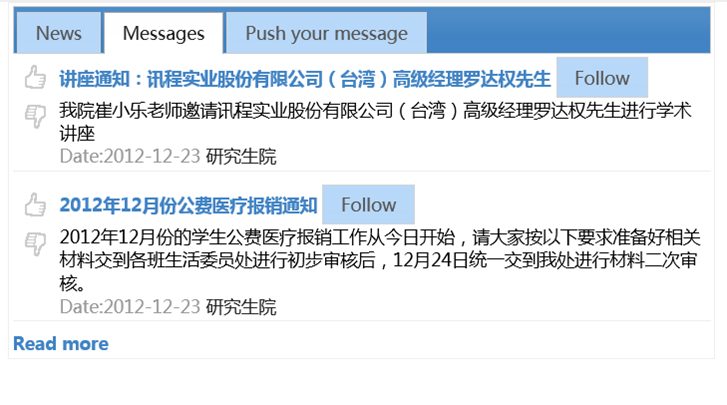 News Messages Push your message
讲座通知：讯程实业股份有限公司（台湾）高级经理罗达权先生 Follow
我院崔小乐老师邀请讯程实业股份有限公司（台湾）高级经理罗达权先生进行学术
讲座
Date:2012-12-23 研究生院
2012年12月份公费医疗报销通知 Follow
2012年12月份的学生公费医疗报销工作从今日开始，请大家按以下要求准备好相关
材料交到各班生活委员处进行初步审核后，12月24日统一交到我处进行材料二次审
核。
Date:2012-12-23 研究生院
Read more